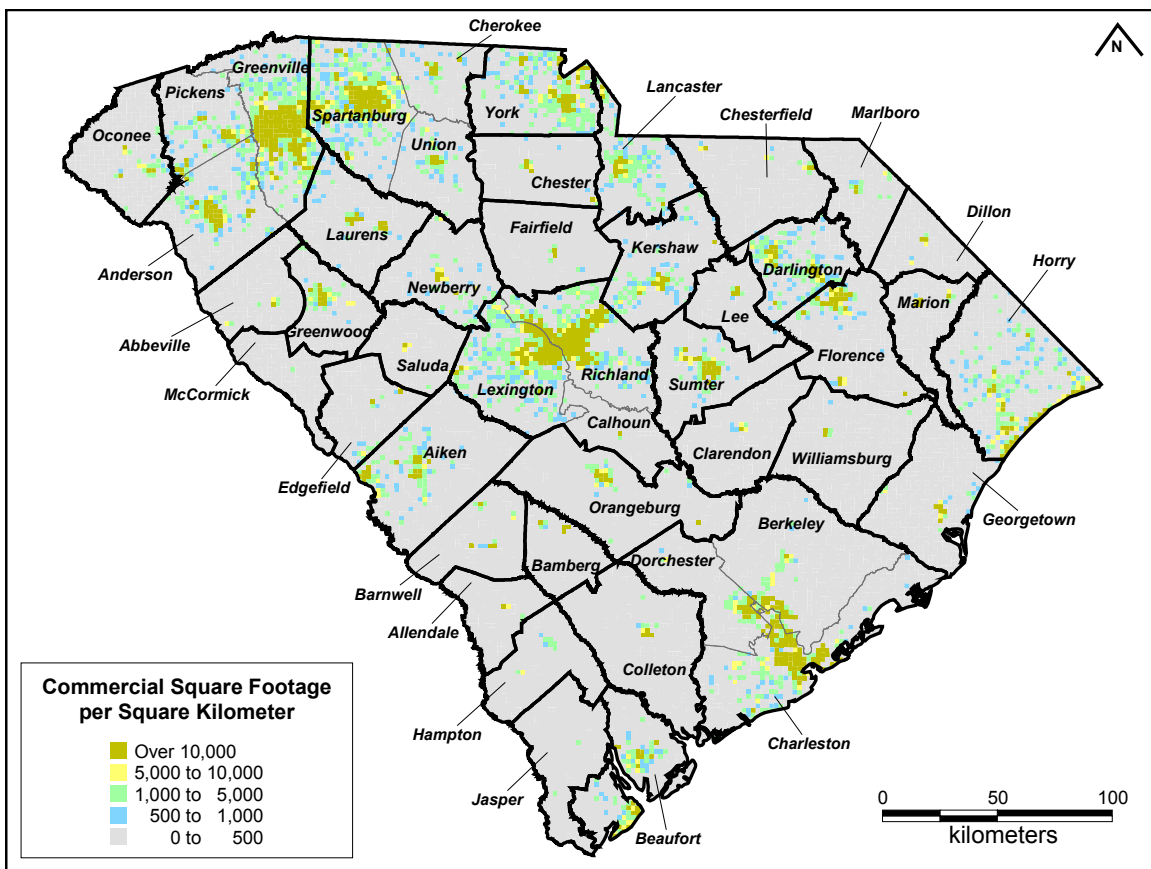 Cherokee
N
Greenville
Pickens
Lancaster
Chesterfield
Marlboro
Oconee
Spartanburg
York
Union
Chester
Dillon
Fairfield
Laurens
Kershaw
Horry
Anderson
Newberry
Darlington
Marion
Abbeville
Greenwood
Lee
Saluda
Florence
McCormick
Lexington
Richland
Sumter
Calhoun
Aiken
Clarendon
Williamsburg
Edgefield
Orangeburg
Georgetown
Berkeley
Bamberg
Dorchester
Barnwell
Allendale
Colleton
Hampton
Charleston
Jasper
Beaufort
Commercial Square Footage
per Square Kilometer
Over 10,000
5,000 to 10,000
1,000 to 5,000
500 to 1,000
0 to 500
0 50 100
kilometers